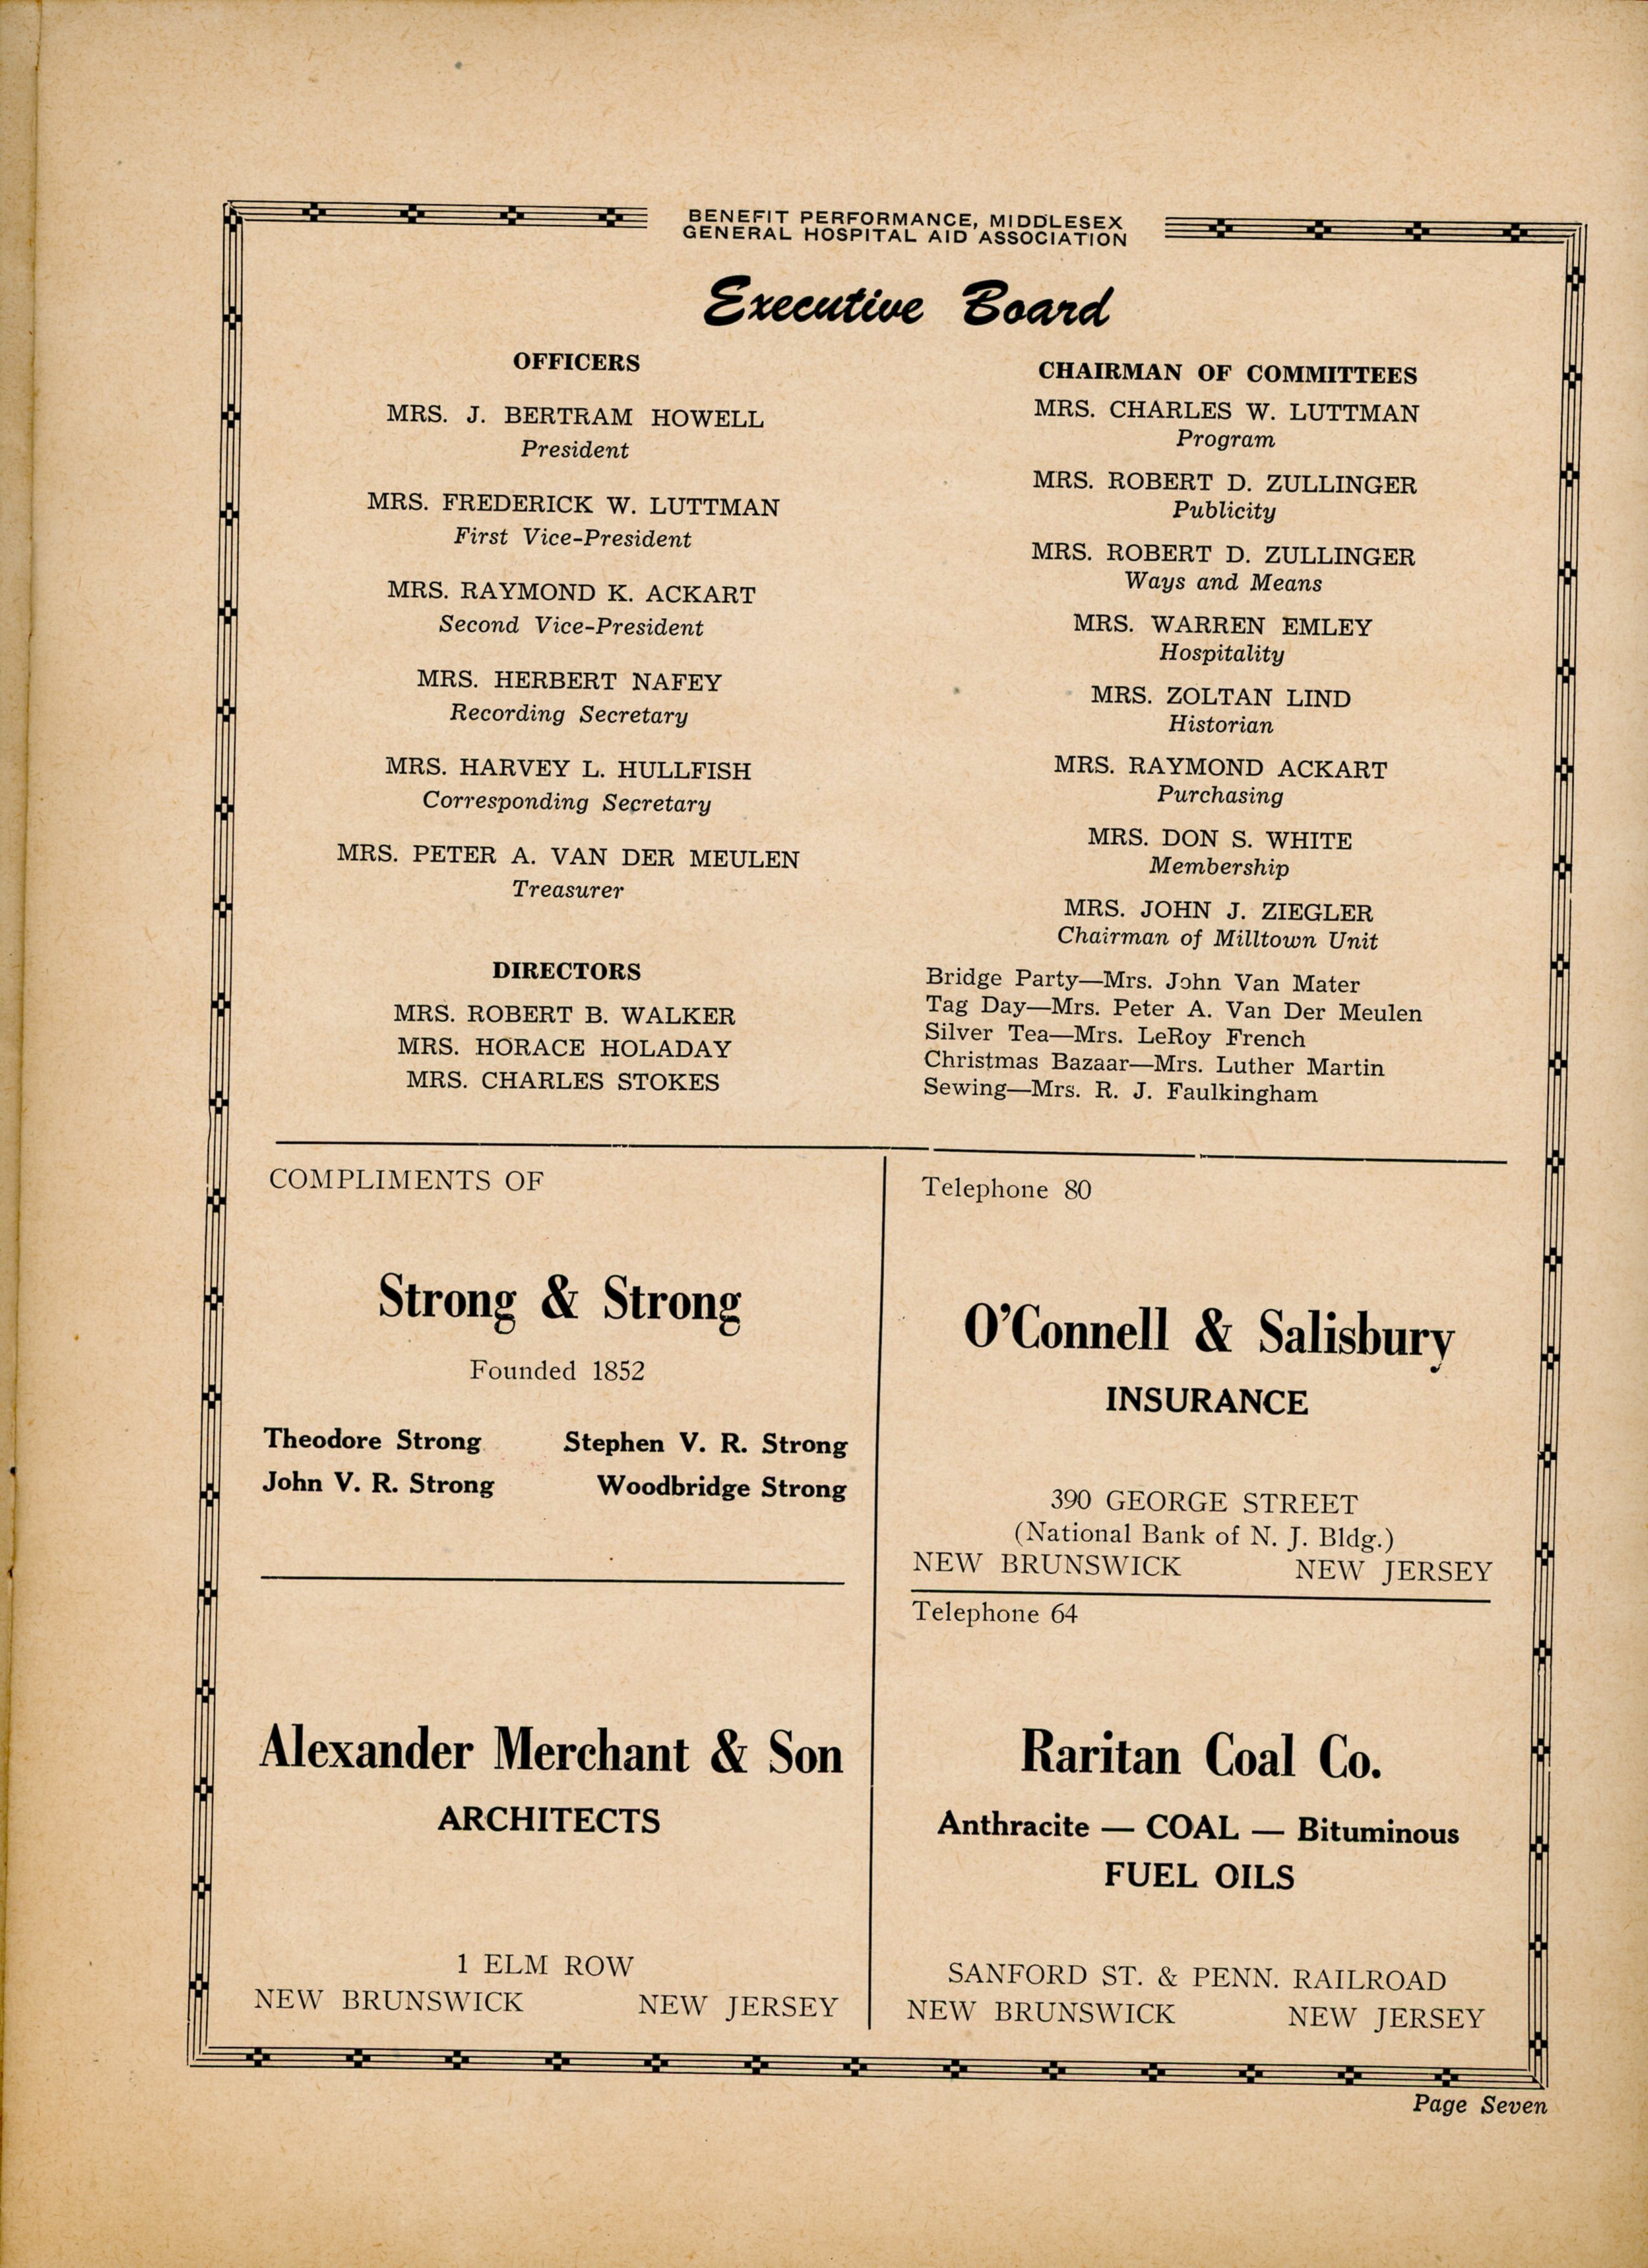 BENEFIT PERFORMANCE, MIDDLESEX
GENERAL HOSPITAL AID ASSOCIATION
Executive Board
OFFICERS
MRS. J. BERTRAM HOWELL
President
MRS. FREDERICK W. LUTTMAN
First Vice-President
MRS. RAYMOND K. ACKART
Second Vice-President
MRS. HERBERT NAFEY
Recording Secretary
MRS. HARVEY L. HULLFISH
Corresponding Secretary
MRS. PETER A. VAN DER MEULEN
Treasurer
DIRECTORS
MRS. ROBERT B. WALKER
MRS. HORACE HOLADAY
MRS. CHARLES STOKES
CHAIRMAN OF COMMITTEES
MRS. CHARLES W. LUTTMAN
Program
MRS. ROBERT D. ZULLINGER
Publicity
MRS. ROBERT D. ZULLINGER
Ways and Means
MRS. WARREN EMLEY
Hospitality
MRS. ZOLTAN LIND
Historian
MRS. RAYMOND ACKART
Purchasing
MRS. DON S. WHITE
Membership
MRS. JOHN J. ZIEGLER
Chairman of Milltown Unit
Bridge Party—Mrs. John Van Mater
Tag Day—Mrs. Peter A. Van Der Meulen
Silver Tea—Mrs. LeRoy French
Christmas Bazaar—Mrs. Luther Martin
Sewing—Mrs. R. J. Faulkingham
COMPLIMENTS OF
Strong & Strong
Founded 1852
Theodore Strong Stephen V. R. Strong
John V. R. Strong Woodbridge Strong
Telephone 80
O'Connell & Salisbury
INSURANCE
390 GEORGE STREET
(National Bank of N. J. Bldg.)
NEW BRUNSWICK NEW JERSEY
Alexander Merchant & Son
ARCHITECTS
1 ELM ROW
NEW BRUNSWICK NEW JERSEY
Telephone 64
Raritan Coal Co.
Anthracite — COAL — Bituminous
FUEL OILS
SANFORD ST. & PENN. RAILROAD
NEW BRUNSWICK NEW JERSEY
Page Seven